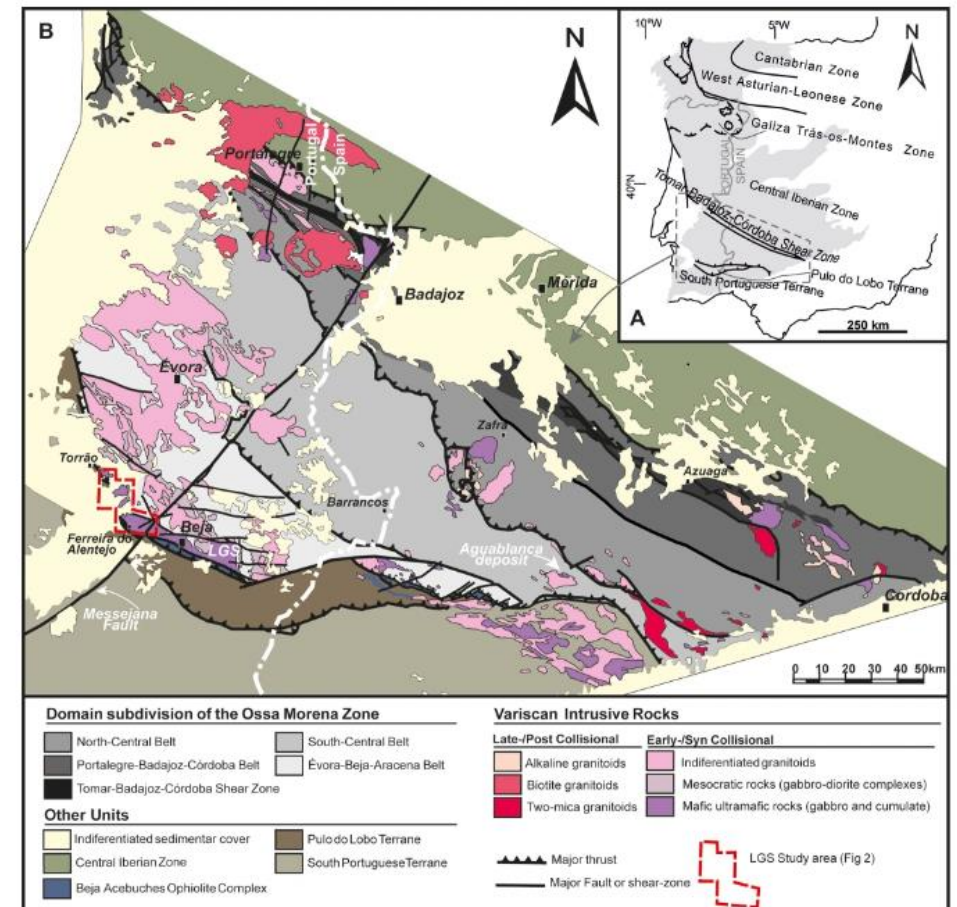 B
N
Portalegre
Portugal
Spain
Badajoz
Mérida
Évora
Zafra
Azuaga
Torrão
Barrancos
Beja
LGS
Ferreira do
Alentejo
Aguablanca
deposit
Messejana
Fault
Cordoba
0 10 20 30 40 50km
10°W
5°W
N
Cantabrian Zone
West Asturian-Leonese Zone
Galiza Trás-os-Montes Zone
PORTUGAL
SPAIN
40°N
Central Iberian Zone
Tomar-Badajoz-Córdoba Shear Zone
Pulo do Lobo Terrane
South Portuguese Terrane
A
250 km
Domain subdivision of the Ossa Morena Zone
North-Central Belt
South-Central Belt
Portalegre-Badajoz-Córdoba Belt
Évora-Beja-Aracena Belt
Tomar-Badajoz-Córdoba Shear Zone
Other Units
Indiferentiated sedimentar cover
Pulo do Lobo Terrane
Central Iberian Zone
South Portuguese Terrane
Beja Acebuches Ophiolite Complex
Variscan Intrusive Rocks
Late-/Post Collisional
Early-/Syn Collisional
Alkaline granitoids
Indiferentiated granitoids
Biotite granitoids
Mesocratic rocks (gabbro-diorite complexes)
Two-mica granitoids
Mafic ultramafic rocks (gabbro and cumulate)
Major thrust
LGS Study area (Fig 2)
Major Fault or shear-zone